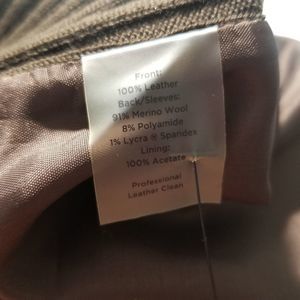 Front:
100% Leather
Back/Sleeves:
91% Merino Wool
8% Polyamide
1% Lycra ® Spandex
Lining:
100% Acetate
Professional
Leather Clean